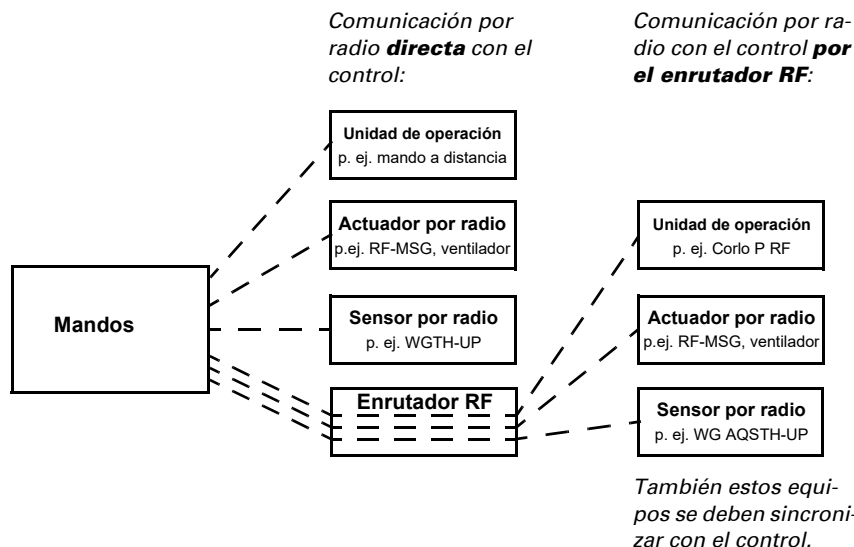 Comunicación por
radio directa con el
control:
Comunicación por ra-
dio con el control por
el enrutador RF:
Unidad de operación
p. ej. mando a distancia
Actuador por radio
p.ej. RF-MSG, ventilador
Unidad de operación
p. ej. Corlo P RF
Mandos
Sensor por radio
p. ej. WGTH-UP
Actuador por radio
p.ej. RF-MSG, ventilador
Enrutador RF
Sensor por radio
p. ej. WG AQSTH-UP
También estos equi-
pos se deben sincroni-
zar con el control.